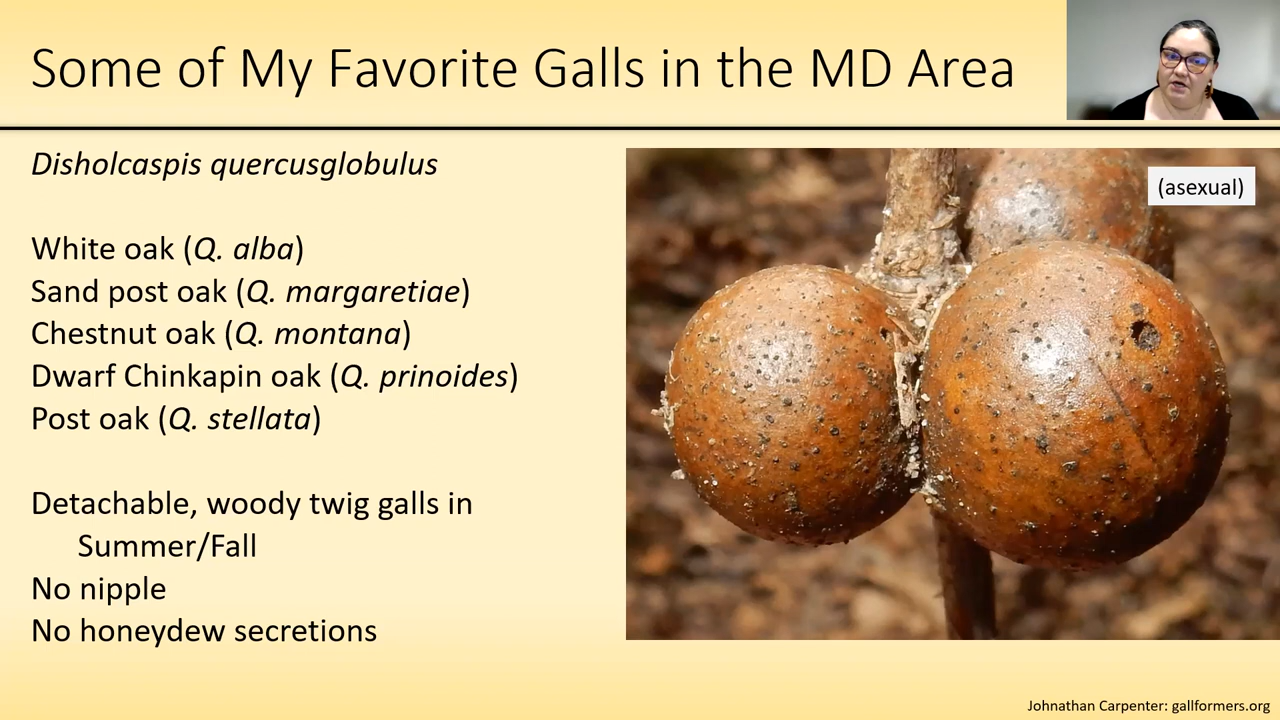 Some of My Favorite Galls in the MD Area
Disholcaspis quercusglobulus
(asexual)
White oak (Q. alba)
Sand post oak (Q. margaretiae)
Chestnut oak (Q. montana)
Dwarf Chinkapin oak (Q. prinoides)
Post oak (Q. stellata)
Detachable, woody twig galls in
Summer/Fall
No nipple
No honeydew secretions
Johnathan Carpenter: gallformers.org